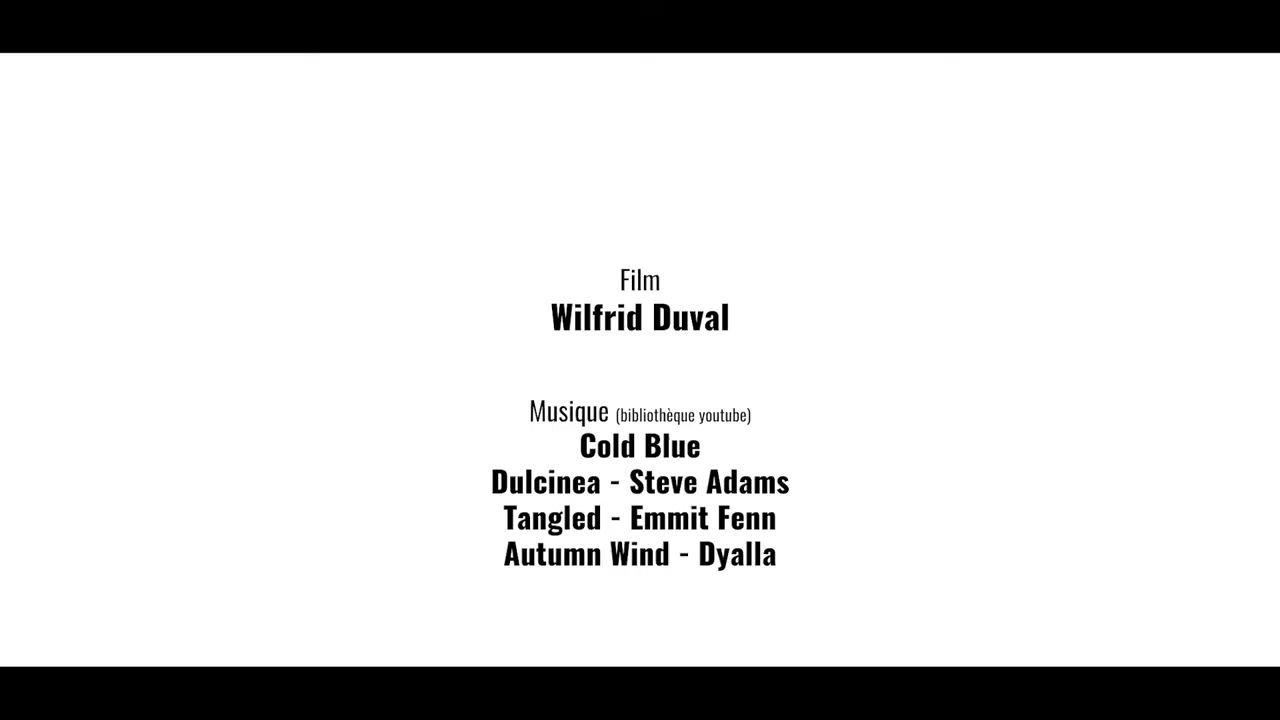 Film
Wilfrid Duval
Musique (bibliothèque youtube)
Cold Blue
Dulcinea - Steve Adams
Tangled - Emmit Fenn
Autumn Wind - Dyalla